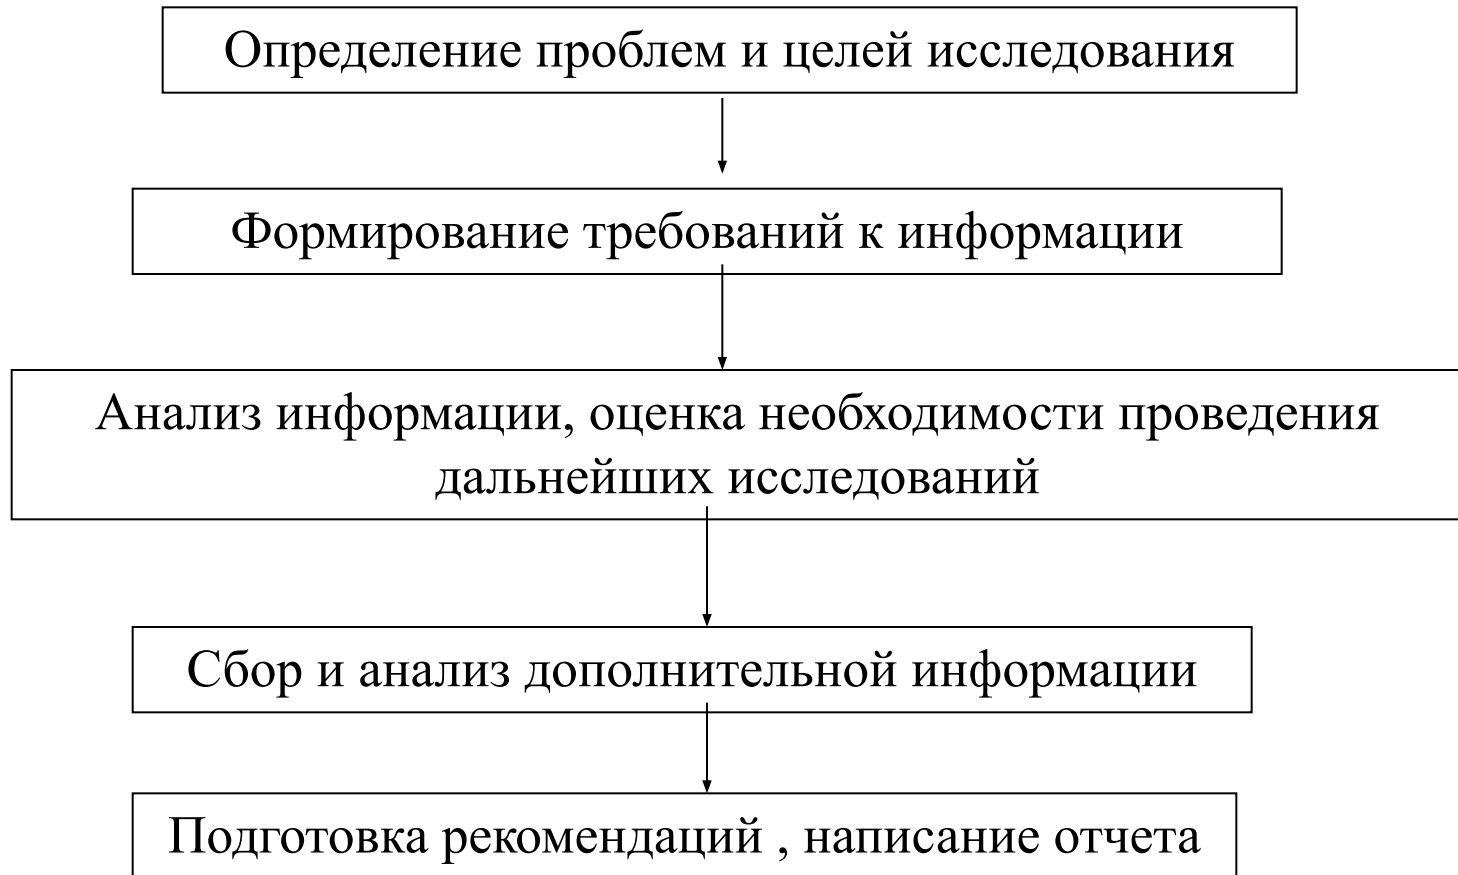 Определение проблем и целей исследования
Формирование требований к информации
Анализ информации, оценка необходимости проведения
дальнейших исследований
Сбор и анализ дополнительной информации
Подготовка рекомендаций , написание отчета